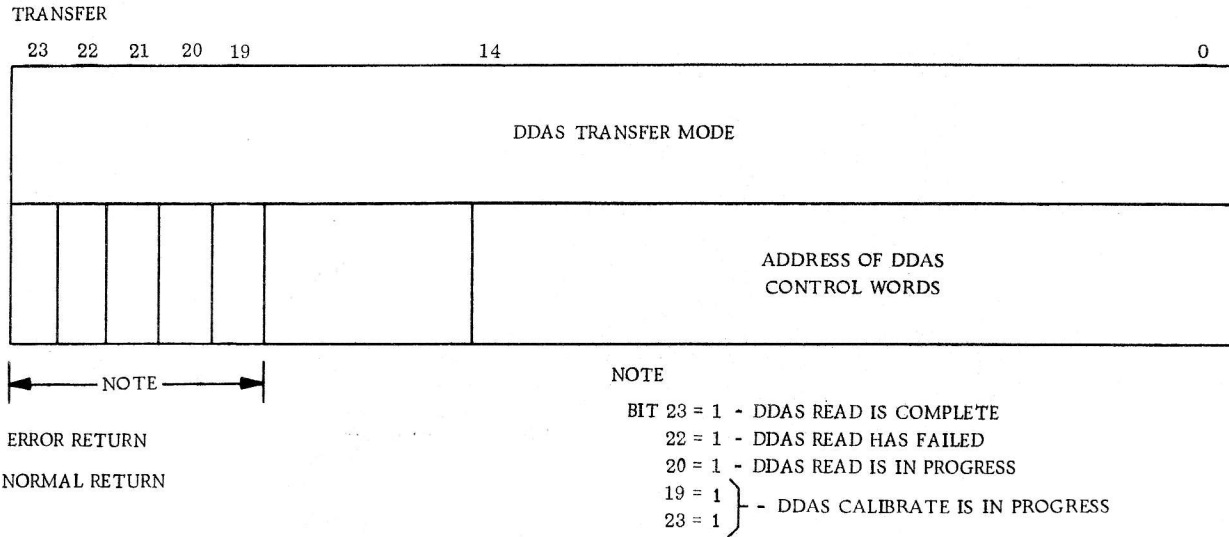 TRANSFER
23 22 21 20 19 14 0
DDAS TRANSFER MODE
ADDRESS OF DDAS
CONTROL WORDS
NOTE
ERROR RETURN
NORMAL RETURN
NOTE
BIT 23 = 1 - DDAS READ IS COMPLETE
22 = 1 - DDAS READ HAS FAILED
20 = 1 - DDAS READ IS IN PROGRESS
19 = 1
23 = 1 } - DDAS CALIBRATE IS IN PROGRESS